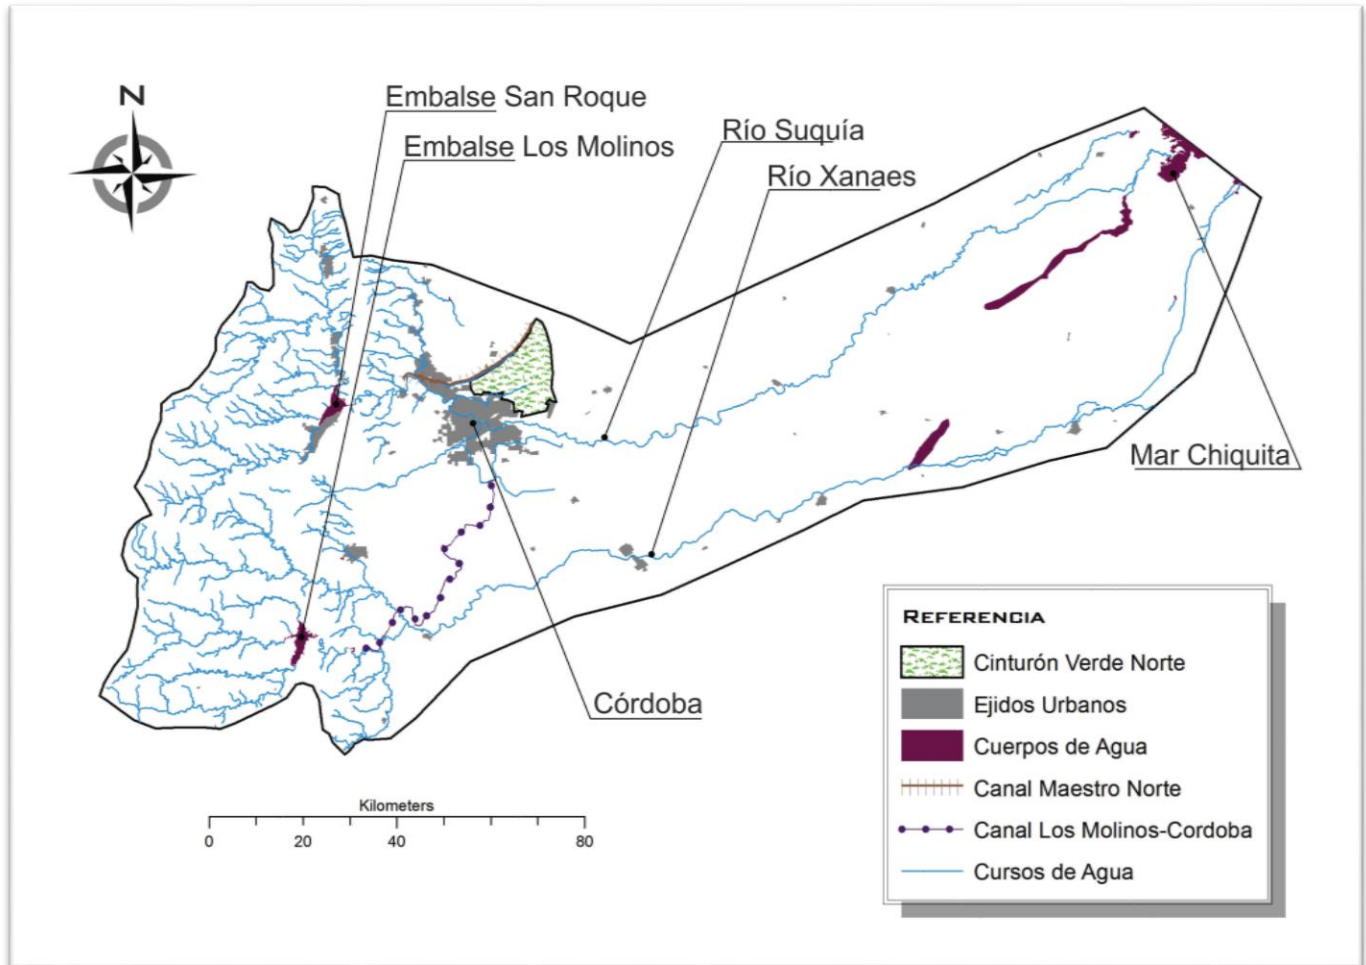 N
Embalse San Roque
Embalse Los Molinos
Río Suquía
Río Xanaes
Mar Chiquita
Córdoba
Kilometers
0 20 40 80
REFERENCIA
Cinturón Verde Norte
Ejidos Urbanos
Cuerpos de Agua
Canal Maestro Norte
Canal Los Molinos-Cordoba
Cursos de Agua